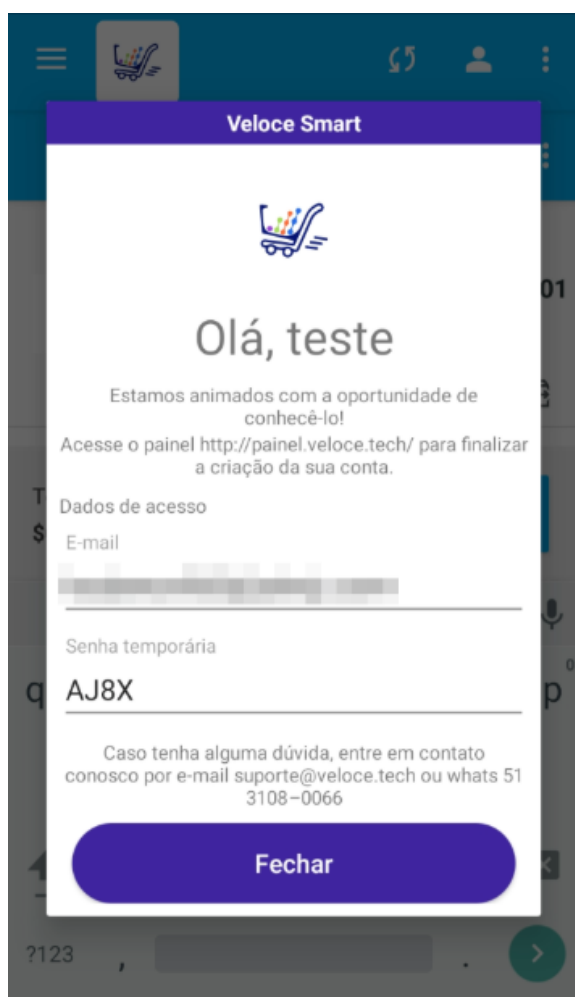 Veloce Smart
Olá, teste
Estamos animados com a oportunidade de
conhecê-lo!
Acesse o painel http://painel.veloce.tech/ para finalizar
a criação da sua conta.
Dados de acesso
E-mail
Senha temporária
AJ8X
Caso tenha alguma dúvida, entre em contato
conosco por e-mail suporte@veloce.tech ou whats 51
3108-0066
Fechar
01
T
$
0
q
p
?123
,
.